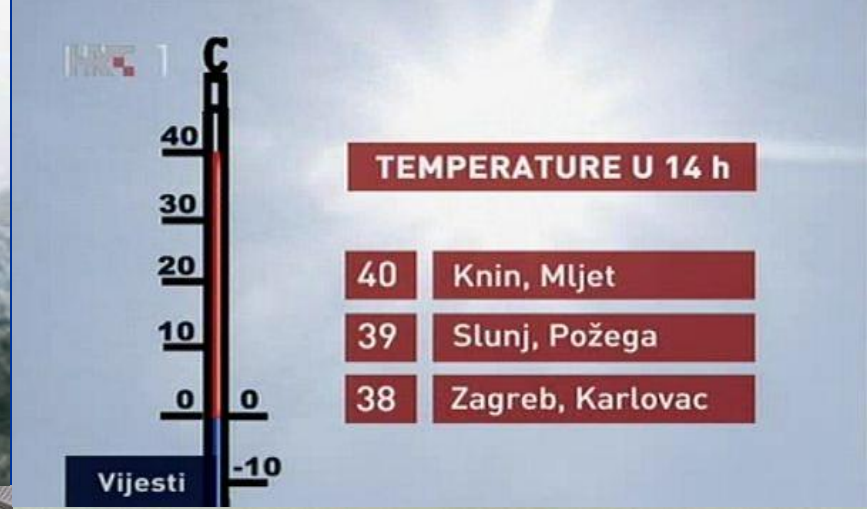 HRT 1
C
40
30
20
10
0 0
-10
TEMPERATURE U 14 h
40 Knin, Mljet
39 Slunj, Požega
38 Zagreb, Karlovac
Vijesti